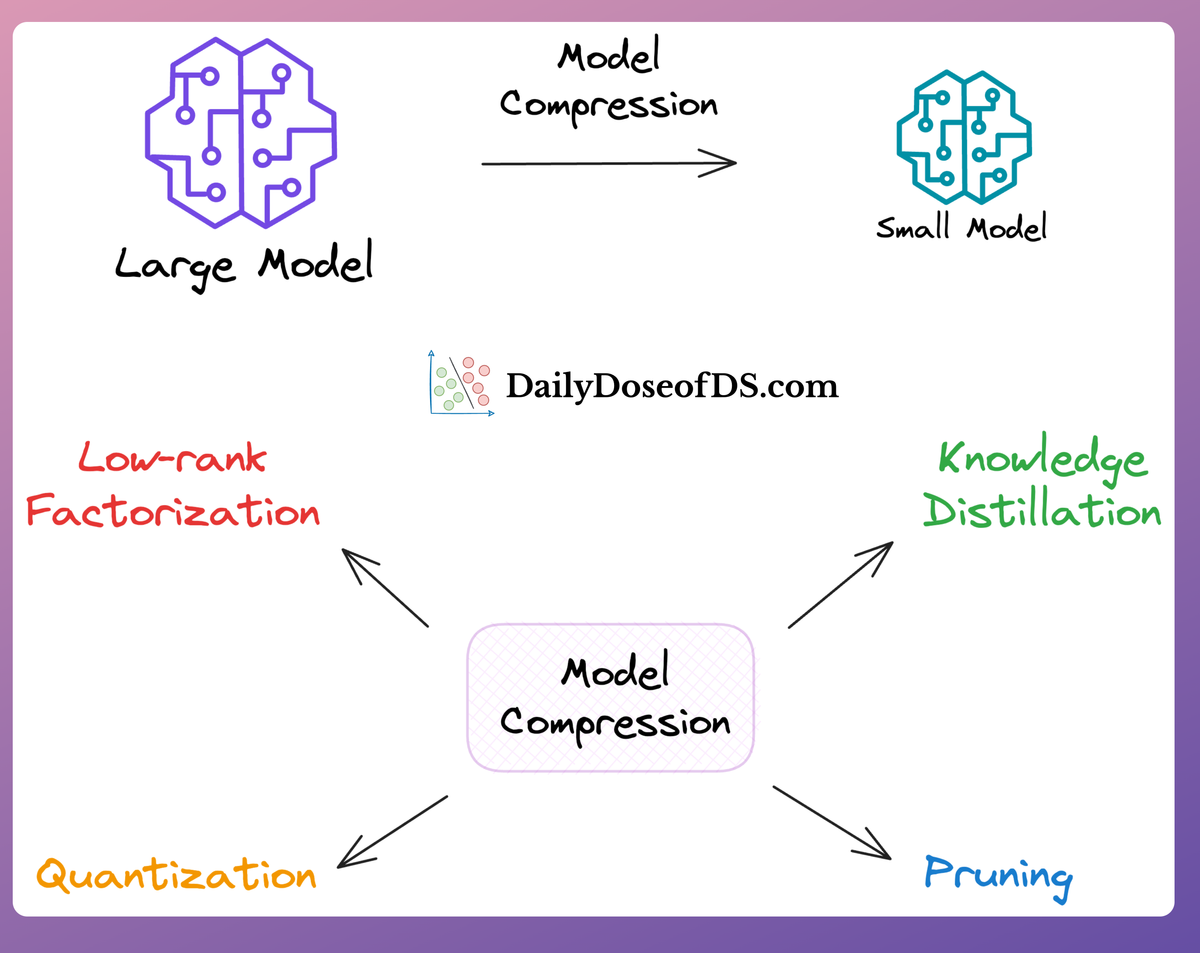 Model
Compression
Large Model
Small Model
DailyDoseofDS.com
Low-rank
Factorization
Knowledge
Distillation
Model
Compression
Quantization
Pruning